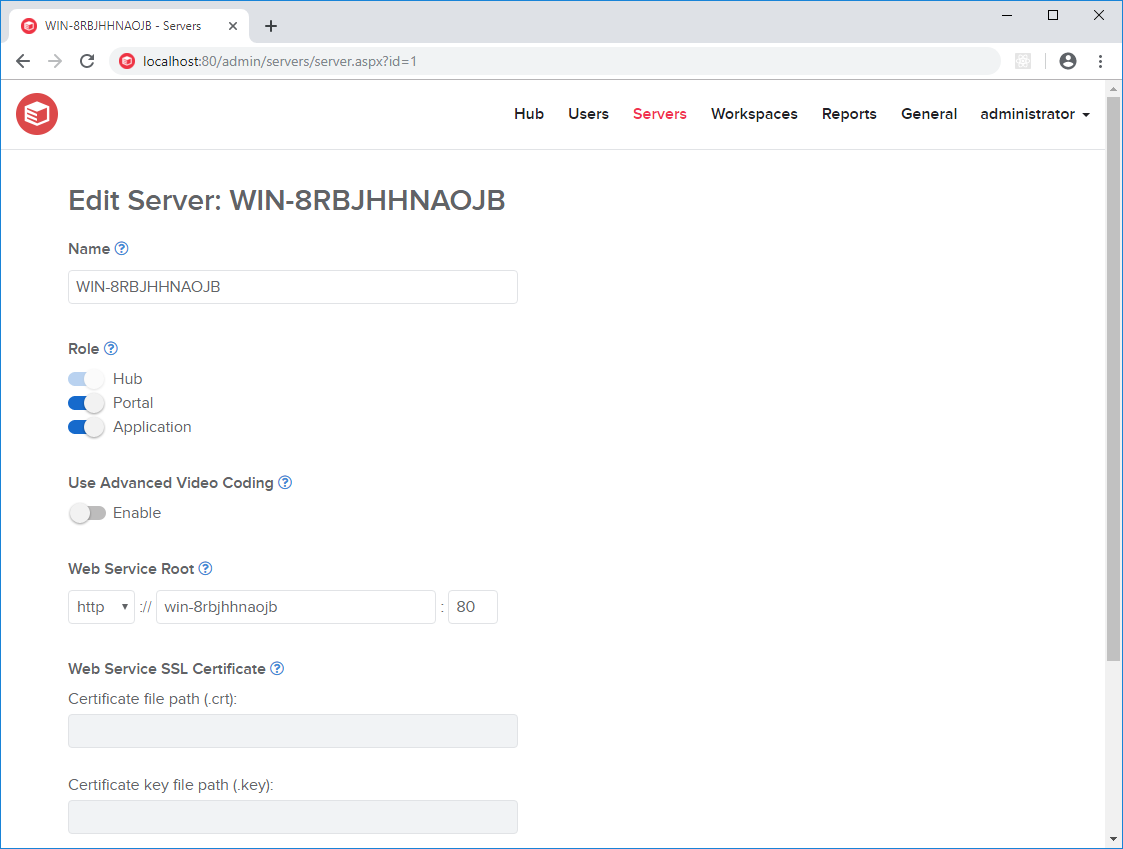 WIN-8RBJHHNAOJB - Servers
localhost:80/admin/servers/server.aspx?id=1
Hub Users Servers Workspaces Reports General administrator
Edit Server: WIN-8RBJHHNAOJB
Name ?
WIN-8RBJHHNAOJB
Role ?
Hub
Portal
Application
Use Advanced Video Coding ?
Enable
Web Service Root ?
http :// win-8rbjhhnaojb : 80
Web Service SSL Certificate ?
Certificate file path (.crt):
Certificate key file path (.key):